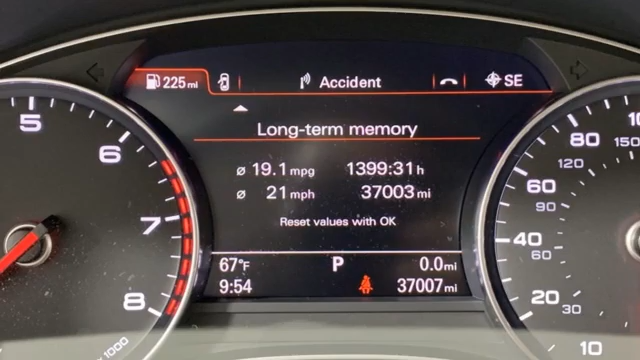 225 mi Accident SE
Long-term memory
ø 19.1 mpg 1399:31 h
ø 21 mph 37003 mi
Reset values with OK
67°F P 0.0 mi
9:54 37007 mi
5
6
7
8
1000
10
20 30
40 60
60 90
80 120
150